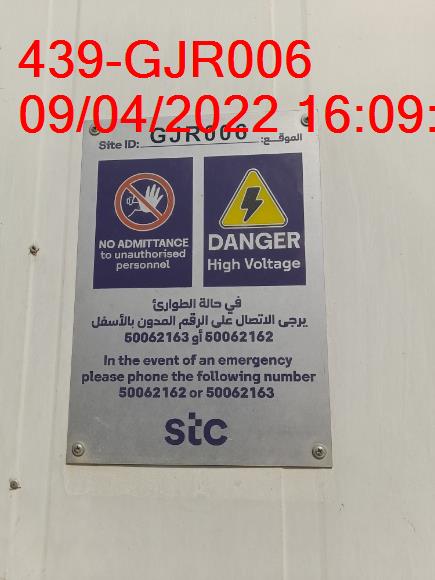 439-GJR006
09/04/2022 16:09:
Site ID: GJR006 الموقع:
NO ADMITTANCE
to unauthorised
personnel
DANGER
High Voltage
في حالة الطوارئ
يرجى الاتصال على الرقم المدون بالأسفل
50062162 أو 50062163
In the event of an emergency
please phone the following number
50062162 or 50062163
stc